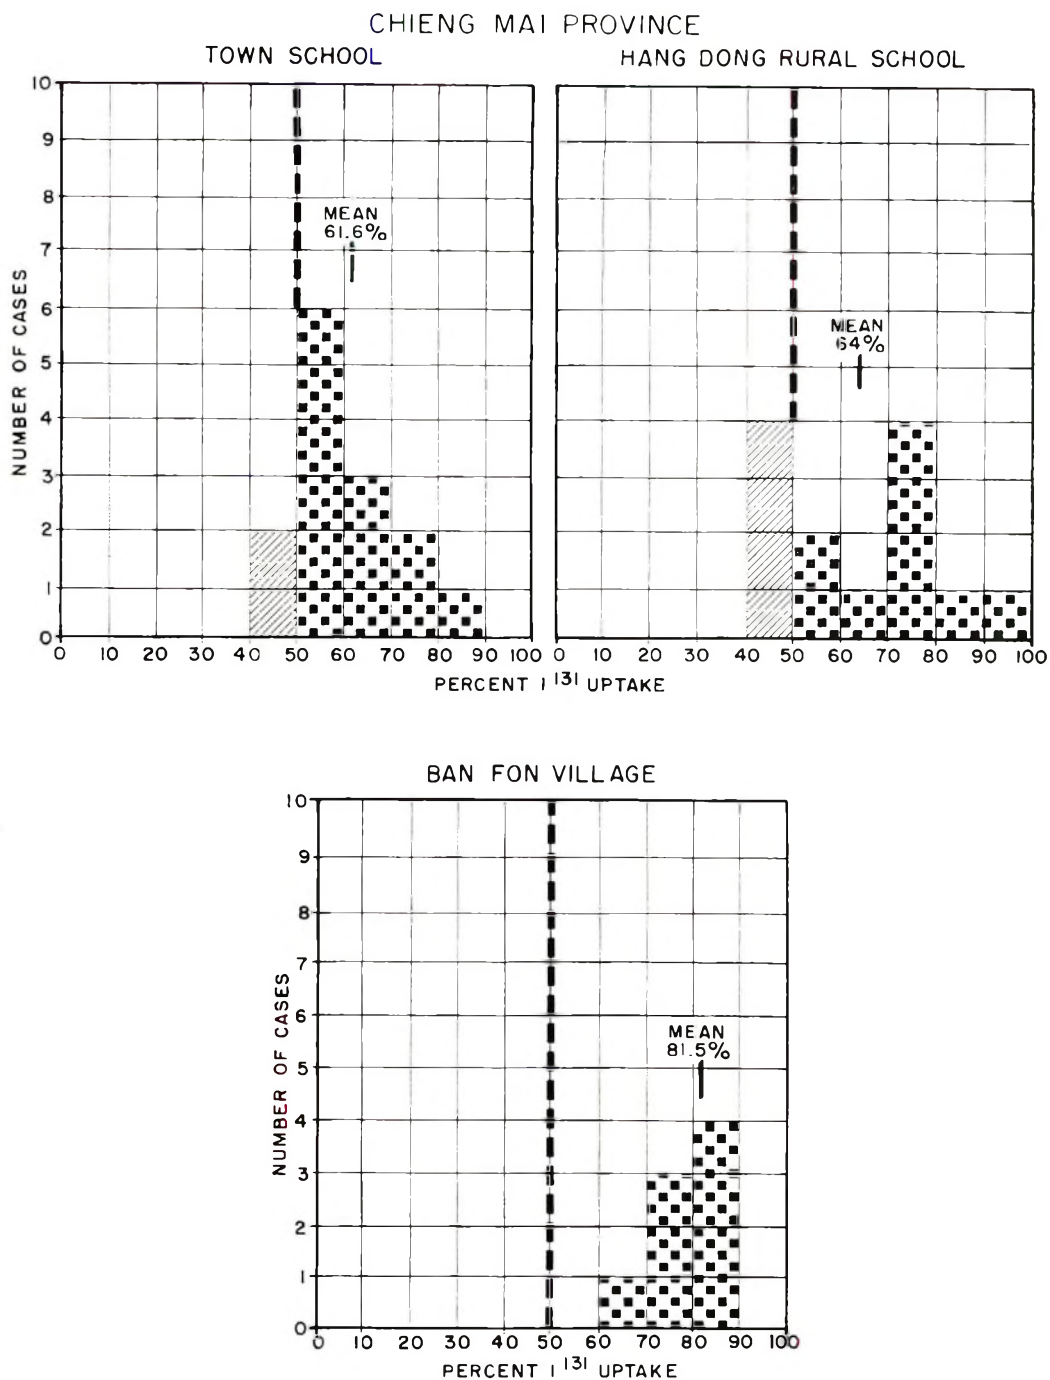 CHIENG MAI PROVINCE
TOWN SCHOOL
HANG DONG RURAL SCHOOL
NUMBER OF CASES
10
9
8
7
6
5
4
3
2
1
0
MEAN
61.6%
MEAN
64%
0 10 20 30 40 50 60 70 80 90 100
0 10 20 30 40 50 60 70 80 90 100
PERCENT I 131 UPTAKE
BAN FON VILLAGE
NUMBER OF CASES
10
9
8
7
6
5
4
3
2
1
0
MEAN
81.5%
0 10 20 30 40 50 60 70 80 90 100
PERCENT I 131 UPTAKE